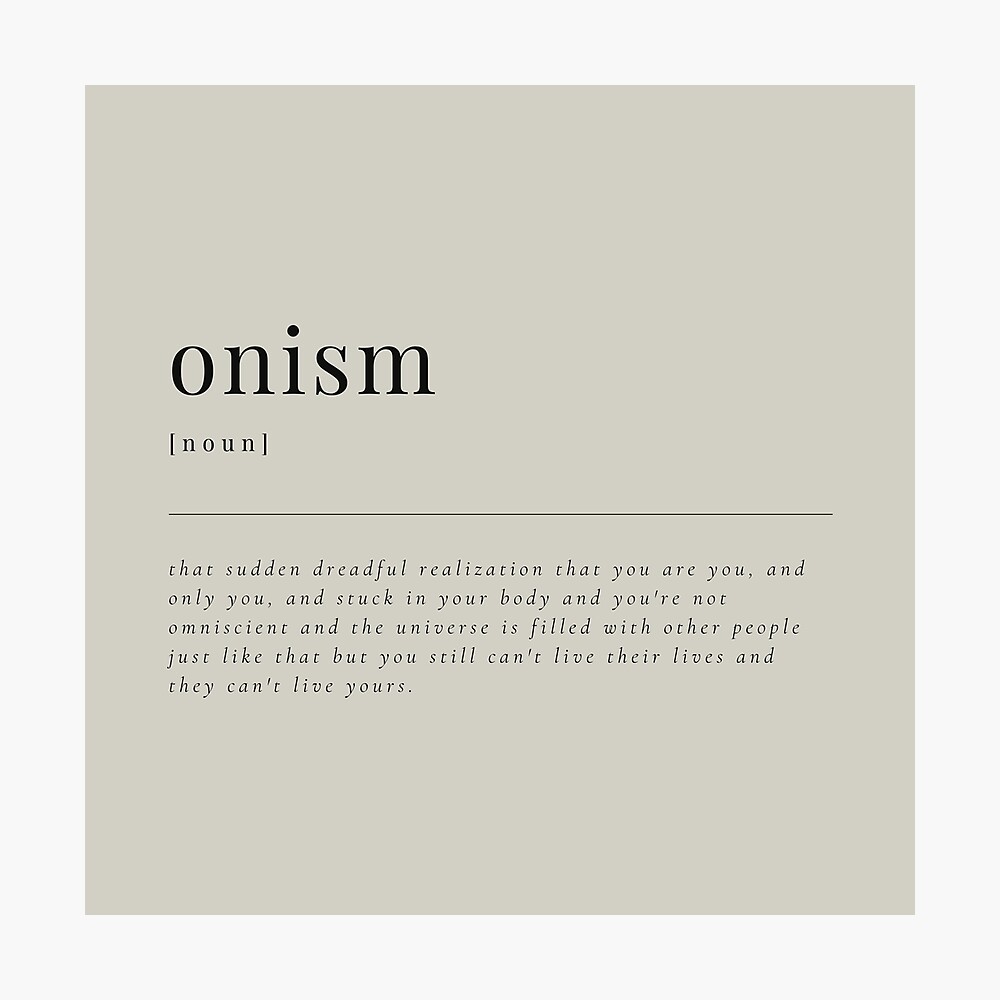 onism
[noun]
that sudden dreadful realization that you are you, and
only you, and stuck in your body and you're not
omniscient and the universe is filled with other people
just like that but you still can't live their lives and
they can't live yours.